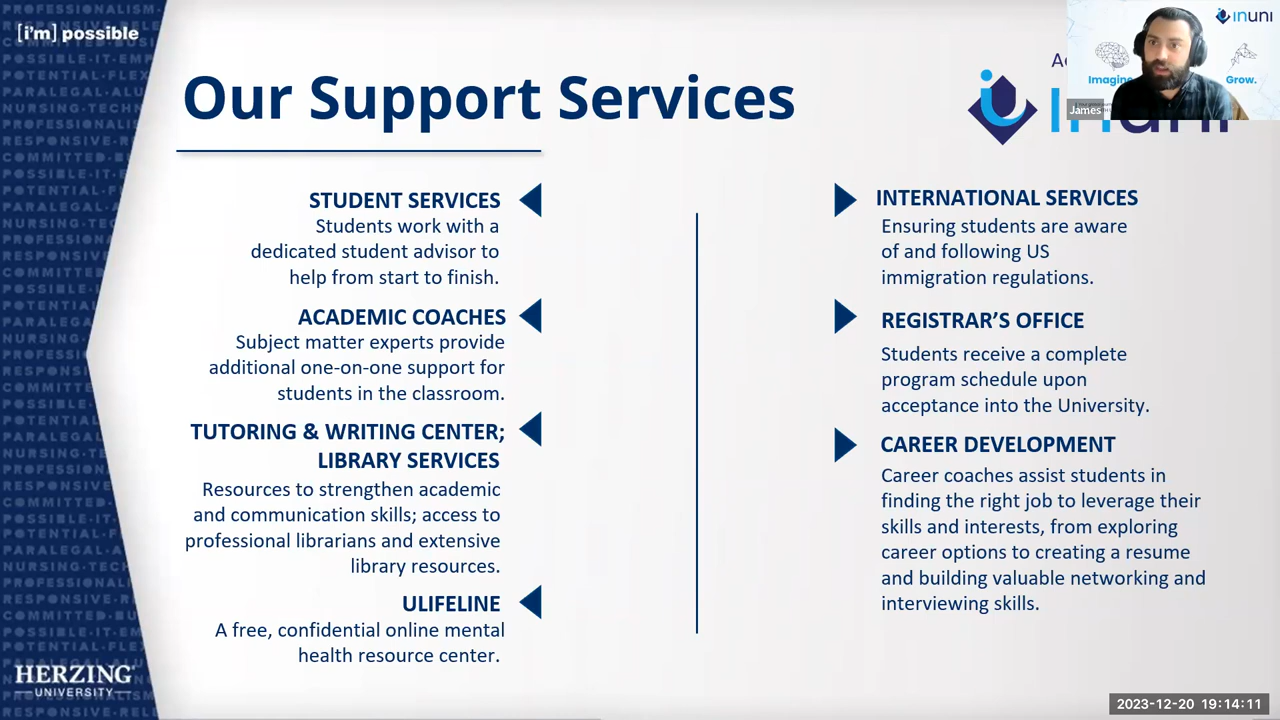 [i'm] possible
Our Support Services
inuni
Imagine
Grow.
James
STUDENT SERVICES
Students work with a
dedicated student advisor to
help from start to finish.
ACADEMIC COACHES
Subject matter experts provide
additional one-on-one support for
students in the classroom.
TUTORING & WRITING CENTER;
LIBRARY SERVICES
Resources to strengthen academic
and communication skills; access to
professional librarians and extensive
library resources.
ULIFELINE
A free, confidential online mental
health resource center.
INTERNATIONAL SERVICES
Ensuring students are aware
of and following US
immigration regulations.
REGISTRAR’S OFFICE
Students receive a complete
program schedule upon
acceptance into the University.
CAREER DEVELOPMENT
Career coaches assist students in
finding the right job to leverage their
skills and interests, from exploring
career options to creating a resume
and building valuable networking and
interviewing skills.
HERZING
UNIVERSITY
2023-12-20 19:14:11